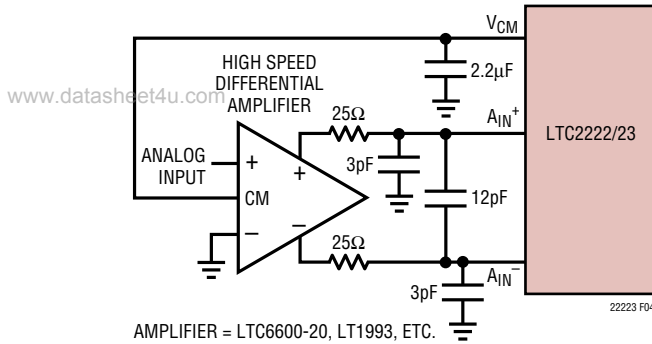 V_CM
HIGH SPEED
DIFFERENTIAL
AMPLIFIER
2.2μF
www.datasheet4u.com
25Ω
A_IN+
LTC2222/23
ANALOG
INPUT
+
+
3pF
CM
12pF
−
−
25Ω
A_IN−
3pF
22223 F04
AMPLIFIER = LTC6600-20, LT1993, ETC.